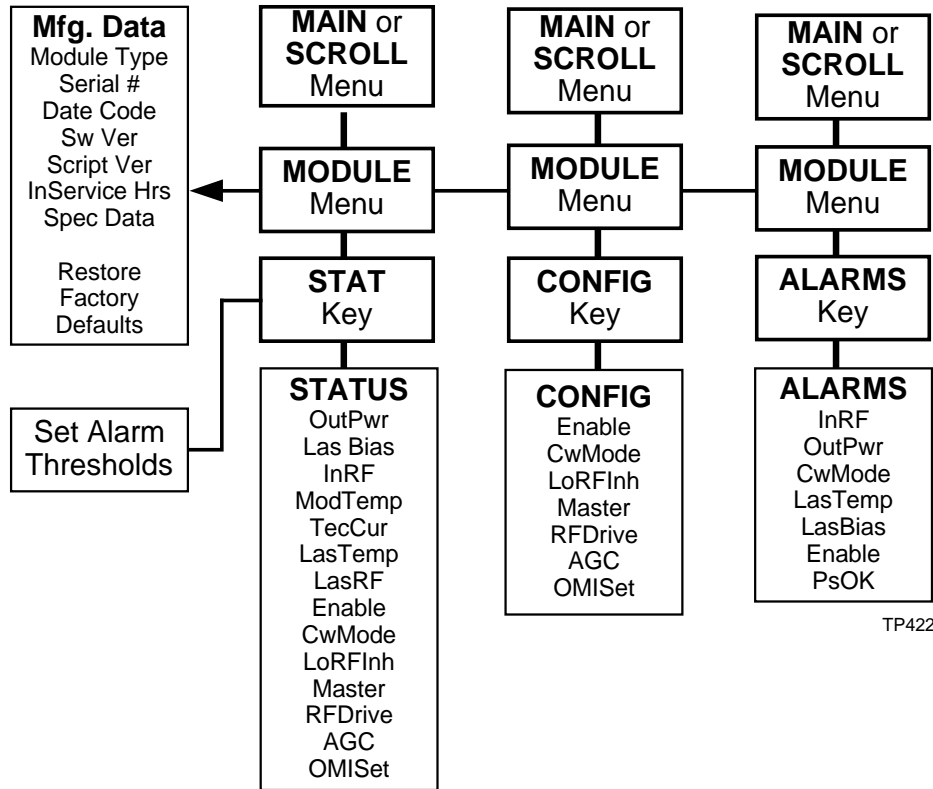 Mfg. Data
Module Type
Serial #
Date Code
Sw Ver
Script Ver
InService Hrs
Spec Data
Restore
Factory
Defaults
MAIN or
SCROLL
Menu
MODULE
Menu
STAT
Key
Set Alarm
Thresholds
STATUS
OutPwr
Las Bias
InRF
ModTemp
TecCur
LasTemp
LasRF
Enable
CwMode
LoRFInh
Master
RFDrive
AGC
OMISet
MAIN or
SCROLL
Menu
MODULE
Menu
CONFIG
Key
CONFIG
Enable
CwMode
LoRFInh
Master
RFDrive
AGC
OMISet
MAIN or
SCROLL
Menu
MODULE
Menu
ALARMS
Key
ALARMS
InRF
OutPwr
CwMode
LasTemp
LasBias
Enable
PsOK
TP422